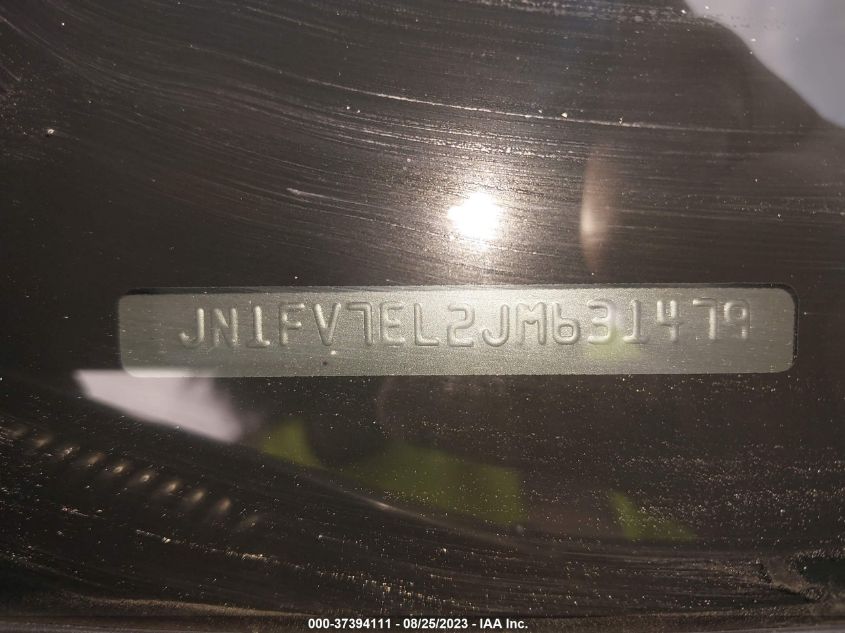 JN1FV7EL2JM631479
000-37394111 - 08/25/2023 - IAA Inc.